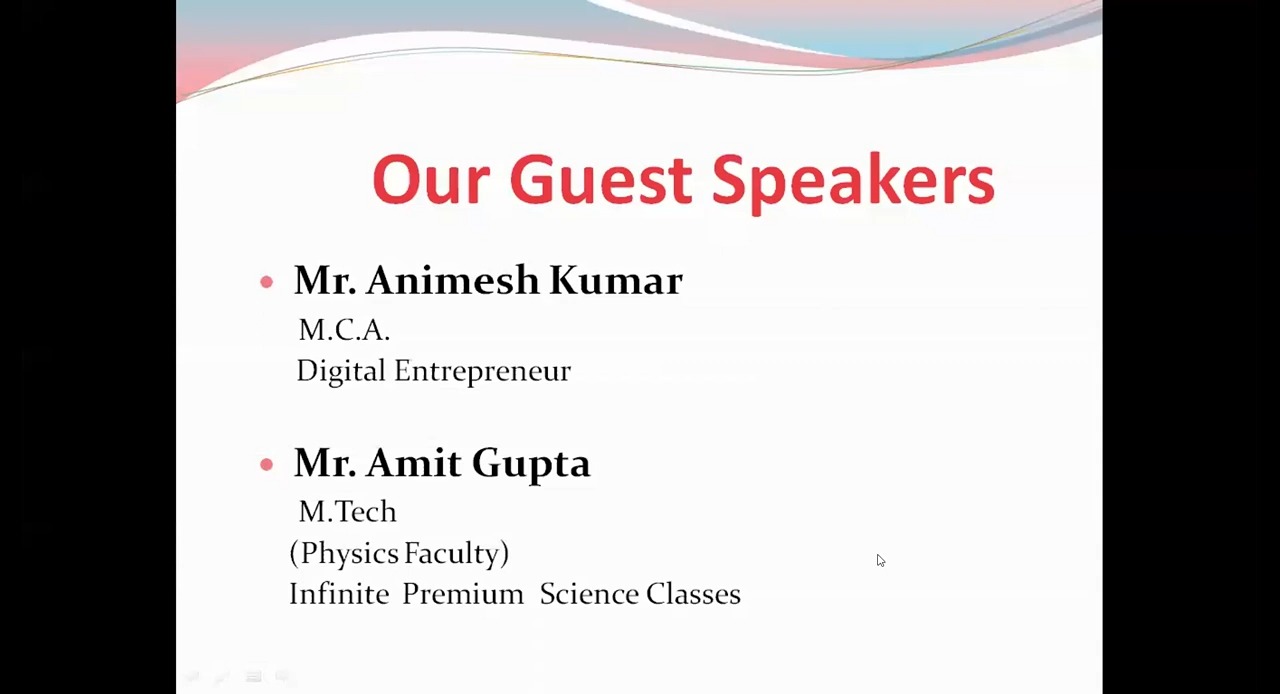 Our Guest Speakers
• Mr. Animesh Kumar
M.C.A.
Digital Entrepreneur
• Mr. Amit Gupta
M.Tech
(Physics Faculty)
Infinite Premium Science Classes